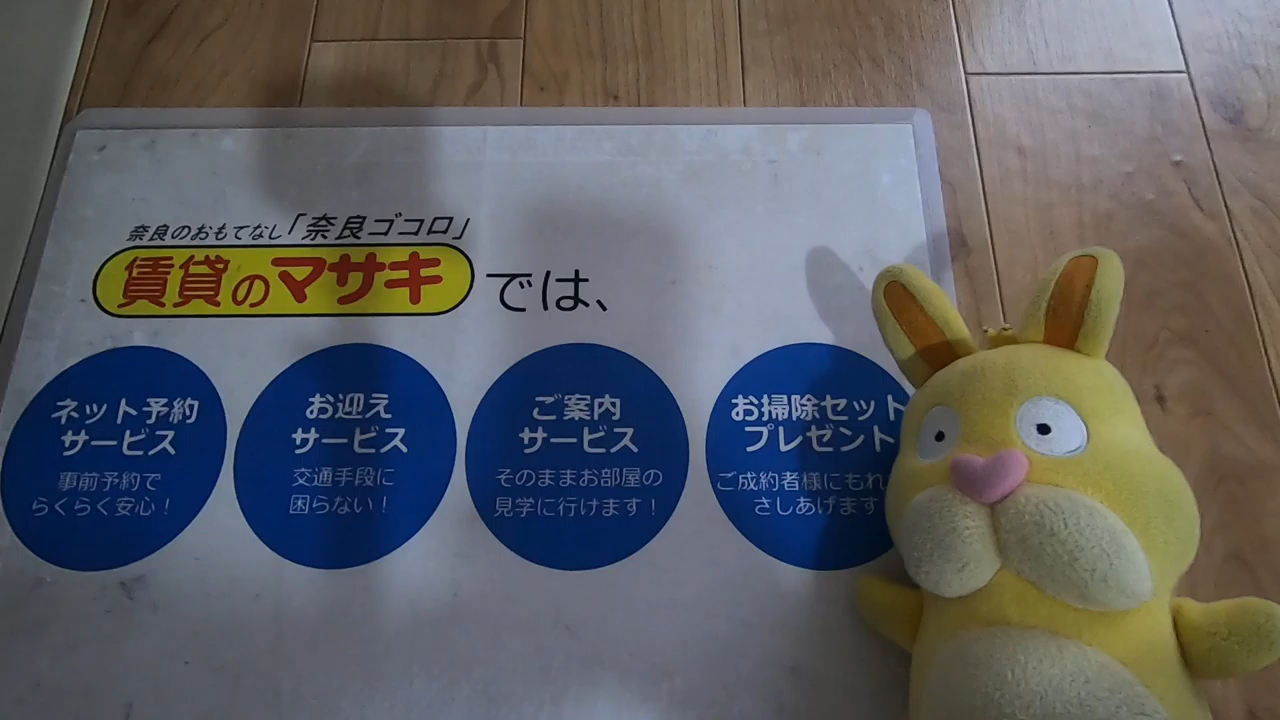 奈良のおもてなし「奈良ゴコロ」
賃貸のマサキでは、
ネット予約
サービス
事前予約で
らくらく安心！
お迎え
サービス
交通手段に
困らない！
ご案内
サービス
そのままお部屋の
見学に行けます！
お掃除セット
プレゼント
ご成約者様にもれ
さしあげます